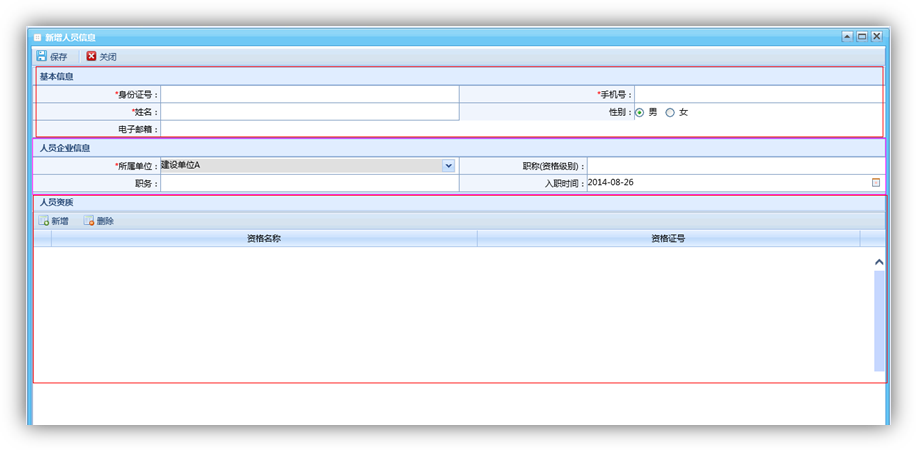 新增人员信息
保存 关闭
基本信息
*身份证号： *手机号：
*姓名： 性别： 男 女
电子邮箱：
人员企业信息
*所属单位： 建设单位A 职称(资格级别)：
职务： 入职时间： 2014-08-26
人员资质
新增 删除
资格名称 资格证号